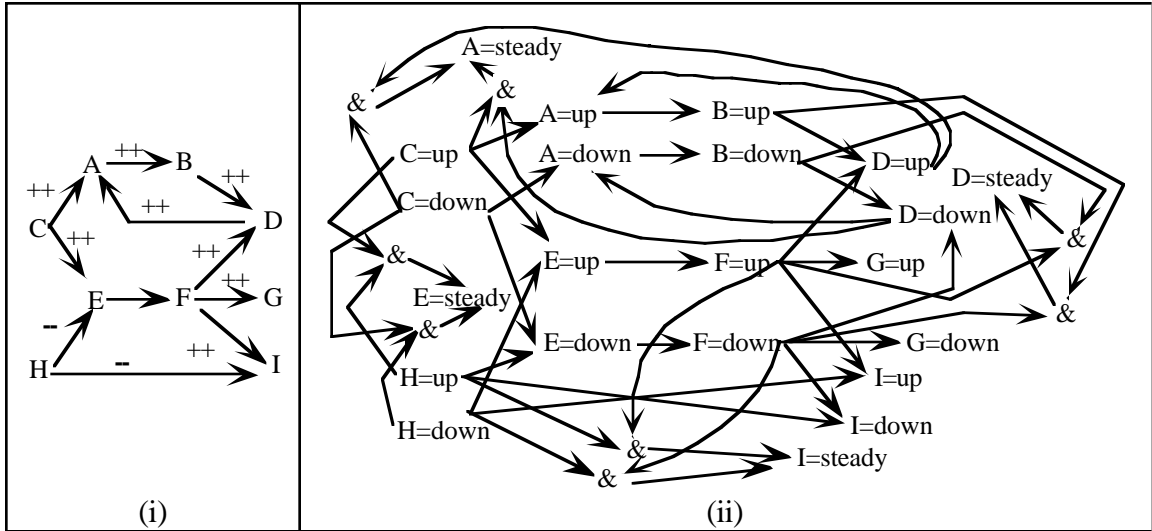 A
++
B
++
++
++
C
++
D
++
++
E
F
G
--
++
H
--
I
(i)
A=steady
&
&
A=up
B=up
C=up
A=down
B=down
D=up
D=steady
C=down
D=down
&
&
E=up
F=up
G=up
E=steady
&
&
E=down
F=down
G=down
H=up
I=up
H=down
I=down
&
I=steady
&
(ii)